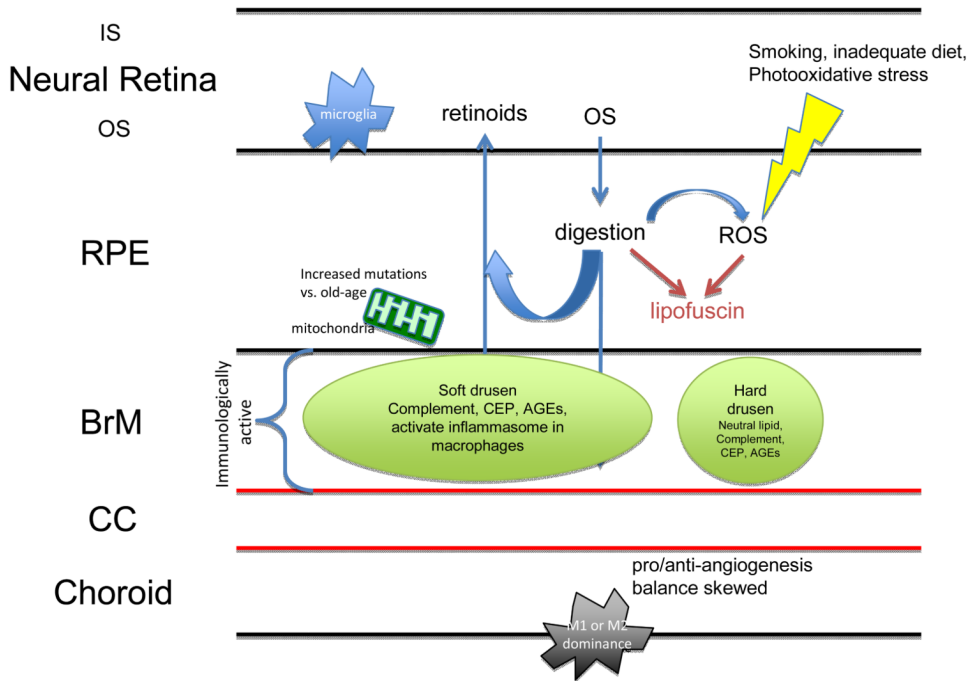 IS
Neural Retina
OS
Smoking, inadequate diet,
Photooxidative stress
microglia
retinoids
OS
RPE
digestion
ROS
lipofuscin
Increased mutations
vs. old-age
mitochondria
BrM
Immunologically
active
Soft drusen
Complement, CEP, AGEs,
activate inflammasome in
macrophages
Hard
drusen
Neutral lipid,
Complement,
CEP, AGEs
CC
Choroid
pro/anti-angiogenesis
balance skewed
M1 or M2
dominance